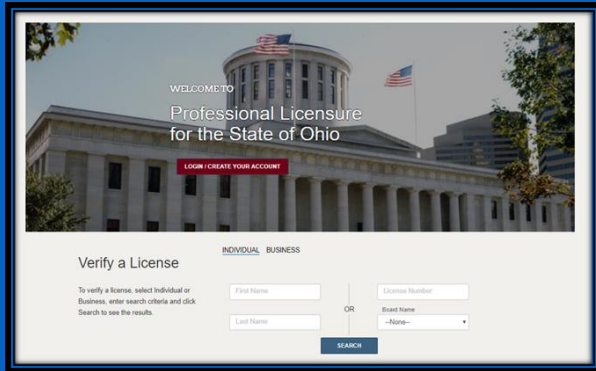 WELCOME TO
Professional Licensure
for the State of Ohio
LOGIN / CREATE YOUR ACCOUNT
INDIVIDUAL BUSINESS
Verify a License
To verify a license, select Individual or
Business, enter search criteria and click
Search to see the results.
First Name
License Number
OR
Board Name
Last Name
--None--
SEARCH